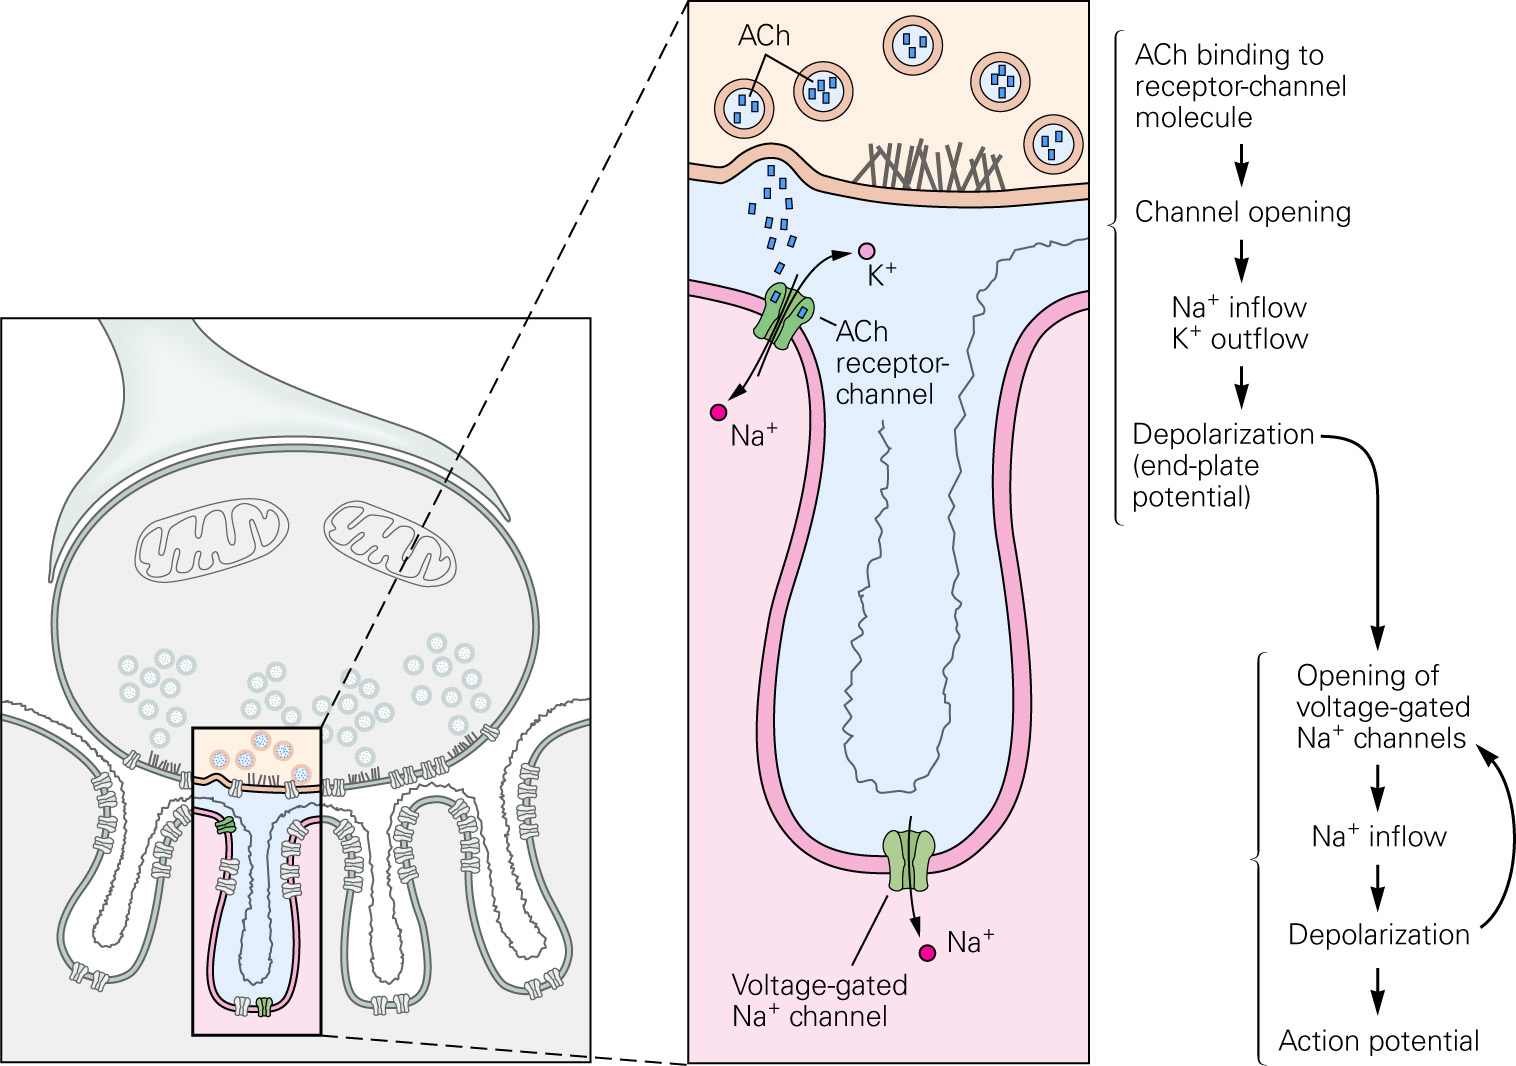 ACh
K⁺
ACh
receptor-
channel
Na⁺
Na⁺
Voltage-gated
Na⁺ channel
ACh binding to
receptor-channel
molecule
Channel opening
Na⁺ inflow
K⁺ outflow
Depolarization
(end-plate
potential)
Opening of
voltage-gated
Na⁺ channels
Na⁺ inflow
Depolarization
Action potential